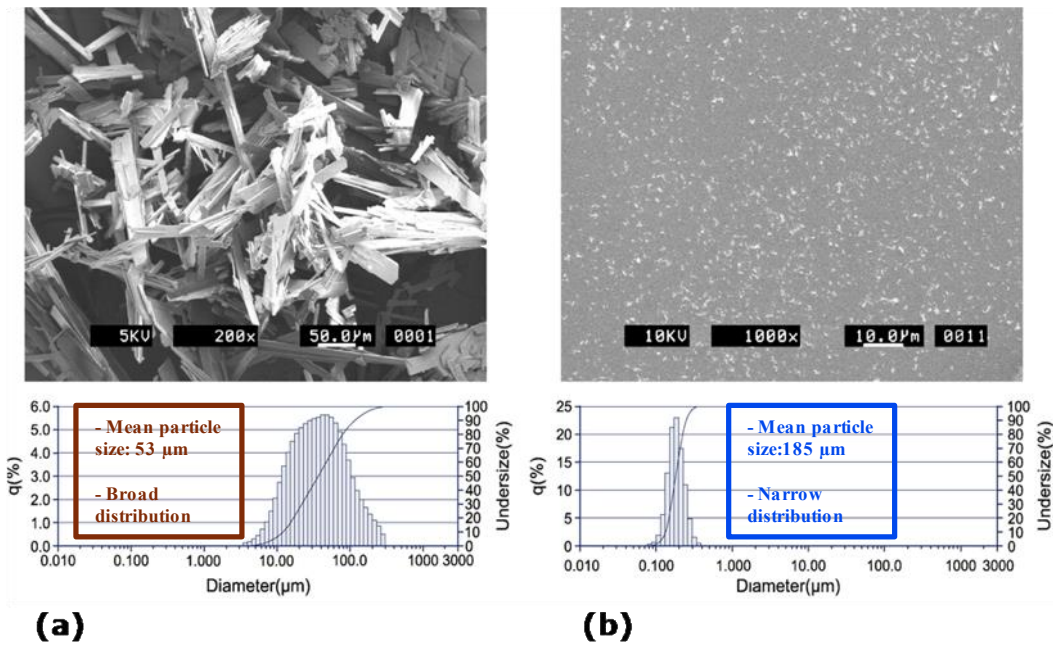 5KV 200x 50.0µm 0001
10KV 1000x 10.0µm 0011
6.0
5.0
4.0
3.0
2.0
1.0
0.0
q(%)
- Mean particle
size: 53 µm
- Broad
distribution
100
90
80
70
60
50
40
30
20
10
0
Undersize(%)
0.010 0.100 1.000 10.00 100.0 1000 3000
Diameter(µm)
25
20
15
10
5
0
q(%)
- Mean particle
size:185 µm
- Narrow
distribution
100
90
80
70
60
50
40
30
20
10
0
Undersize(%)
0.010 0.100 1.000 10.00 100.0 1000 3000
Diameter(µm)
(a)
(b)